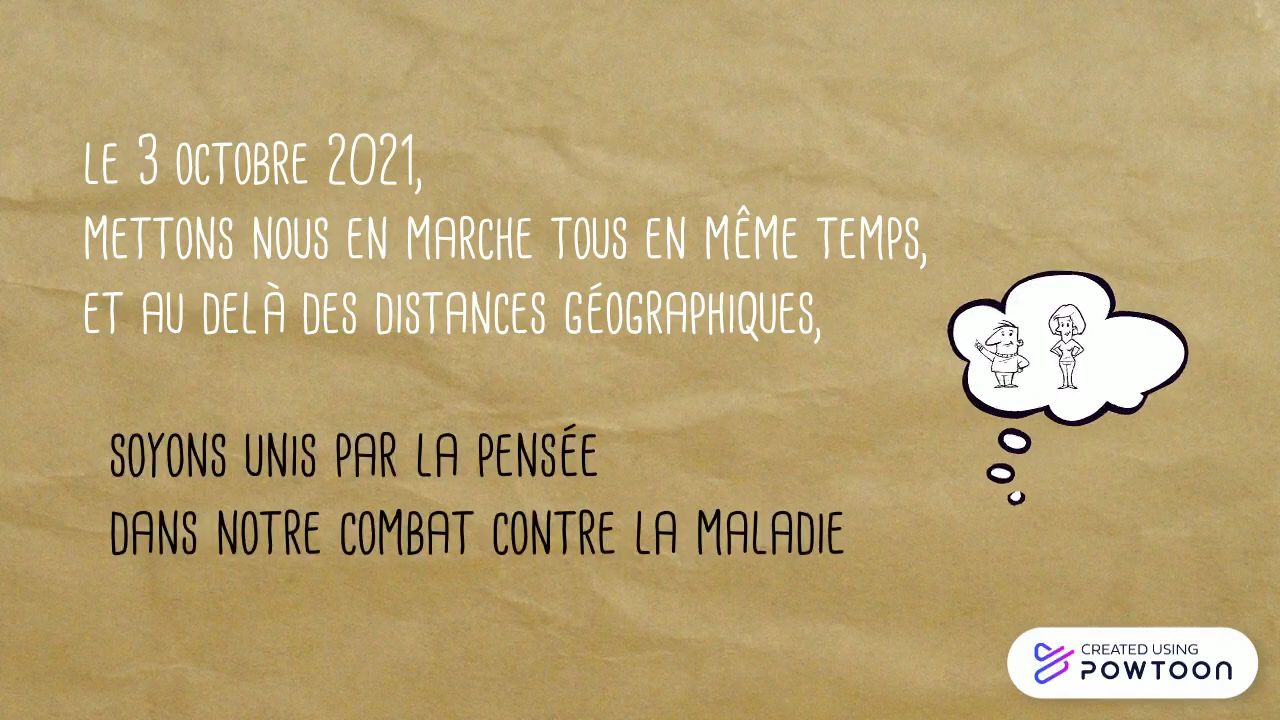 LE 3 OCTOBRE 2021,
METTONS NOUS EN MARCHE TOUS EN MÊME TEMPS,
ET AU DELÀ DES DISTANCES GÉOGRAPHIQUES,
SOYONS UNIS PAR LA PENSÉE
DANS NOTRE COMBAT CONTRE LA MALADIE
CREATED USING
POWTOON